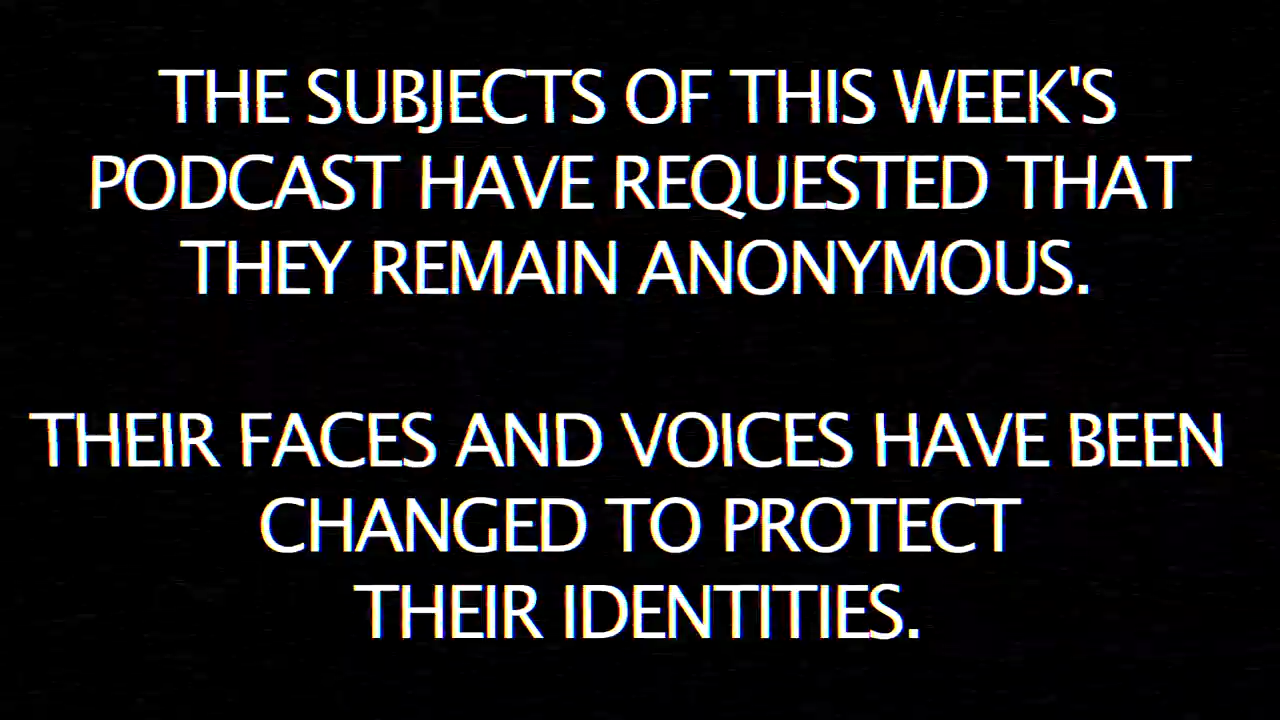 THE SUBJECTS OF THIS WEEK'S
PODCAST HAVE REQUESTED THAT
THEY REMAIN ANONYMOUS.
THEIR FACES AND VOICES HAVE BEEN
CHANGED TO PROTECT
THEIR IDENTITIES.